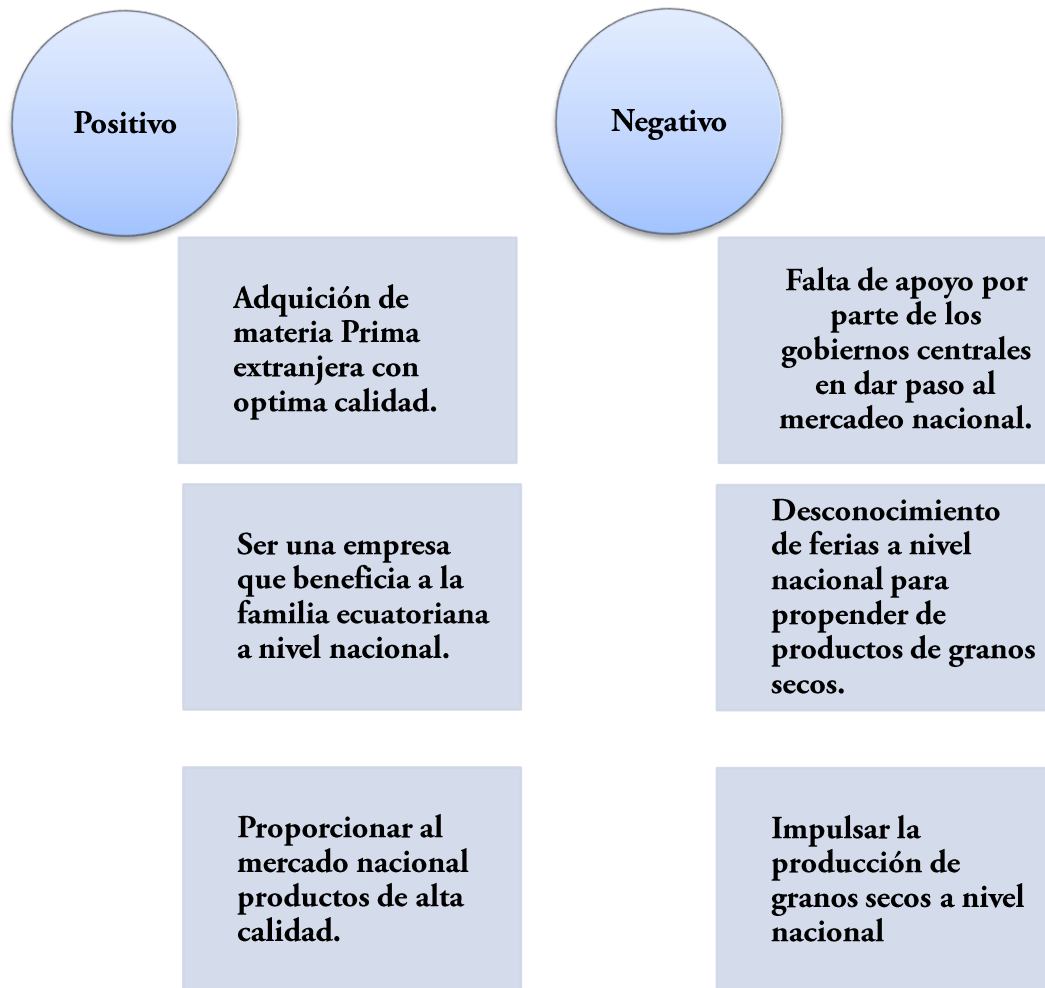 Positivo
Adquición de
materia Prima
extranjera con
optima calidad.
Ser una empresa
que beneficia a la
familia ecuatoriana
a nivel nacional.
Proporcionar al
mercado nacional
productos de alta
calidad.
Negativo
Falta de apoyo por
parte de los
gobiernos centrales
en dar paso al
mercadeo nacional.
Desconocimiento
de ferias a nivel
nacional para
propender de
productos de granos
secos.
Impulsar la
producción de
granos secos a nivel
nacional